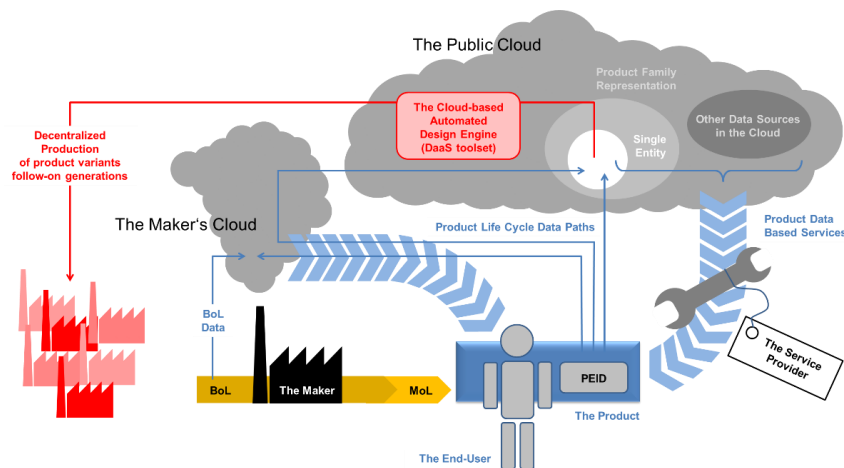 The Public Cloud
Product Family
Representation
The Cloud-based
Automated
Design Engine
(DaaS toolset)
Other Data Sources
in the Cloud
Single
Entity
Decentralized
Production
of product variants
follow-on generations
The Maker's Cloud
Product Life Cycle Data Paths
Product Data
Based Services
BoL
Data
The Service
Provider
BoL
The Maker
MoL
PEID
The Product
The End-User